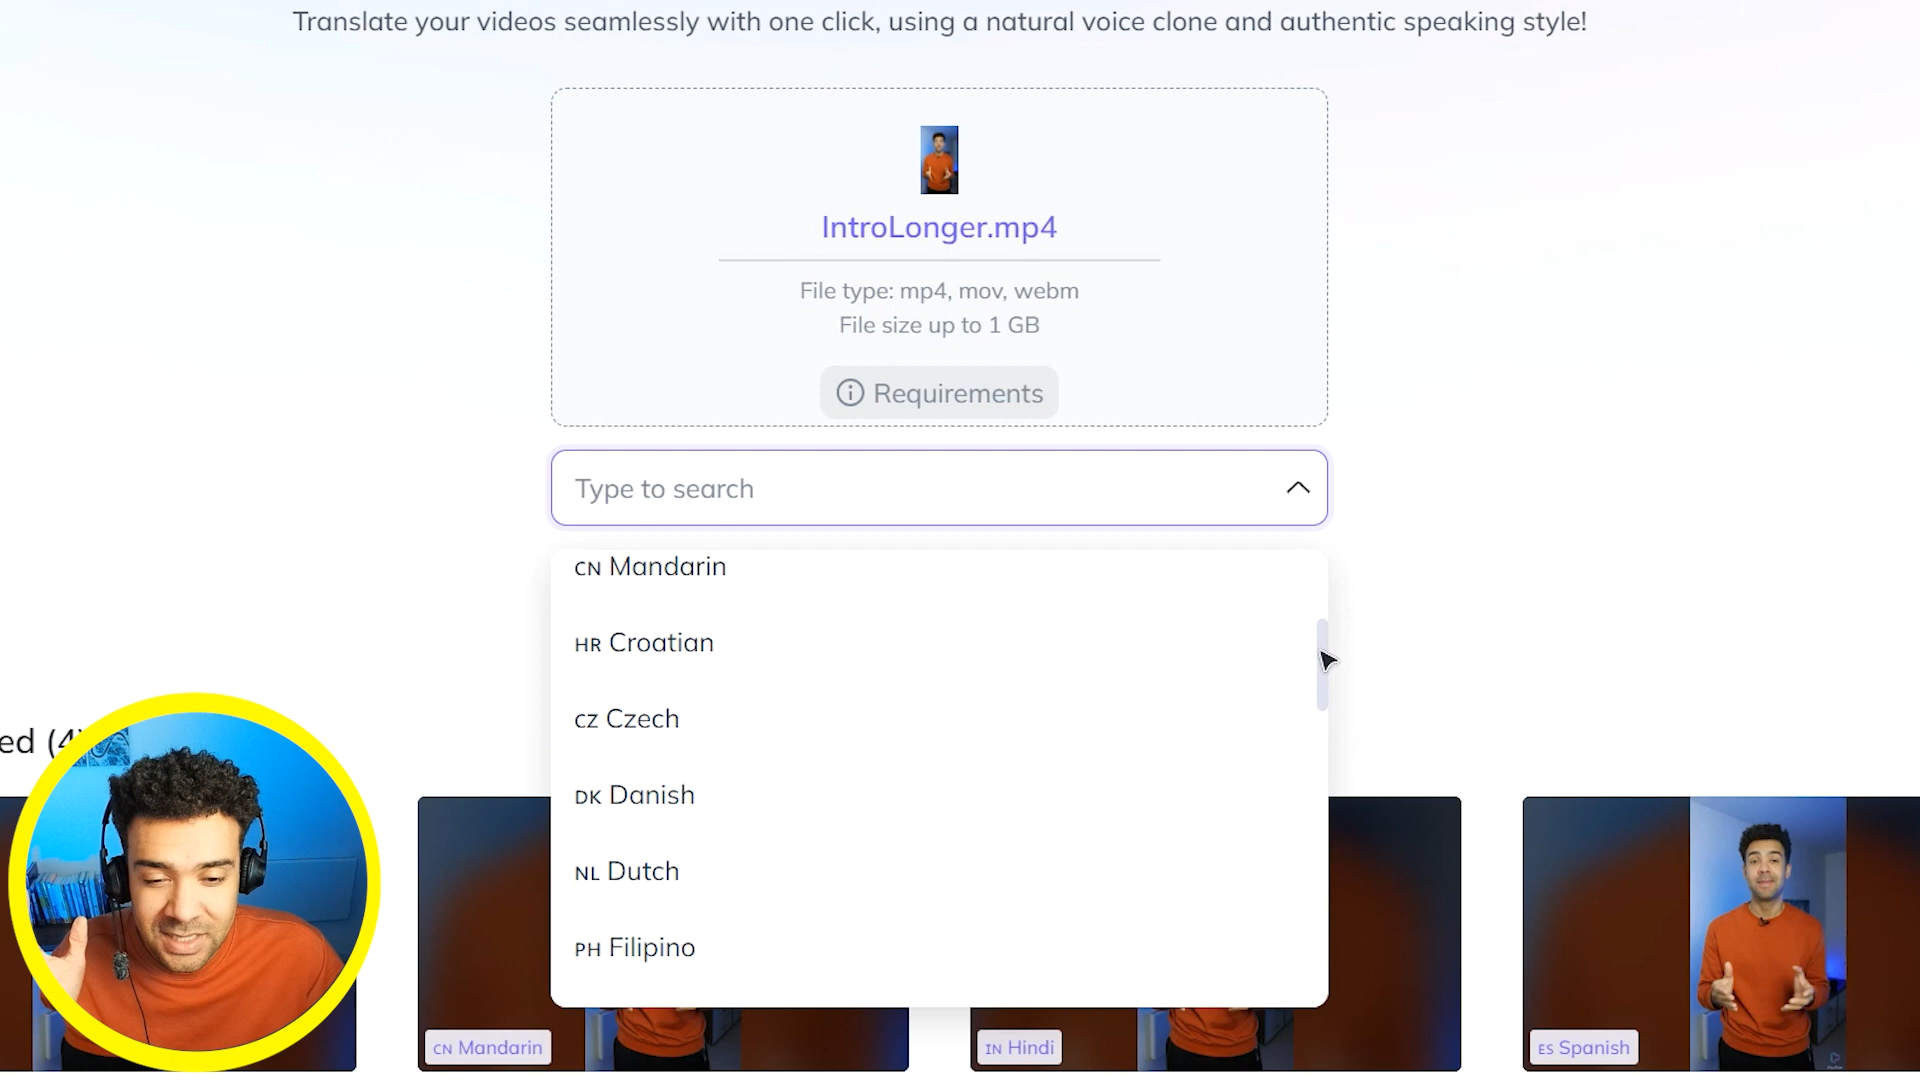 Translate your videos seamlessly with one click, using a natural voice clone and authentic speaking style!
IntroLonger.mp4
File type: mp4, mov, webm
File size up to 1 GB
Requirements
Type to search
CN Mandarin
HR Croatian
CZ Czech
DK Danish
NL Dutch
PH Filipino
ed (4)
CN Mandarin
IN Hindi
ES Spanish